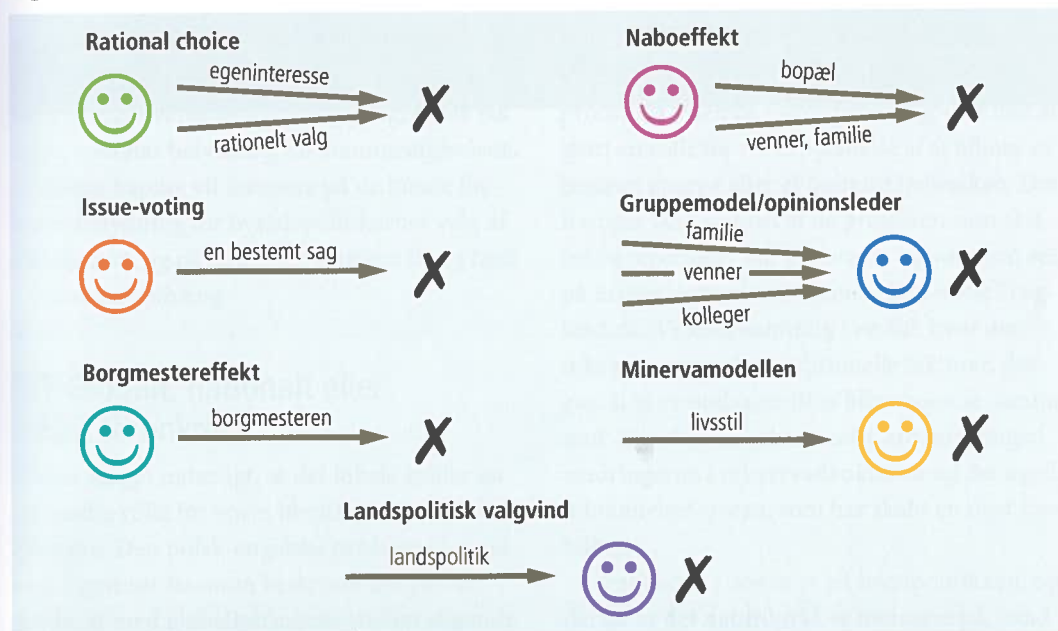 Rational choice
egeninteresse
rationelt valg
Naboeffekt
bopæl
venner, familie
Issue-voting
en bestemt sag
Gruppemodel/opinionsleder
familie
venner
kolleger
Borgmestereffekt
borgmesteren
Minervamodellen
livsstil
Landspolitisk valgvind
landspolitik